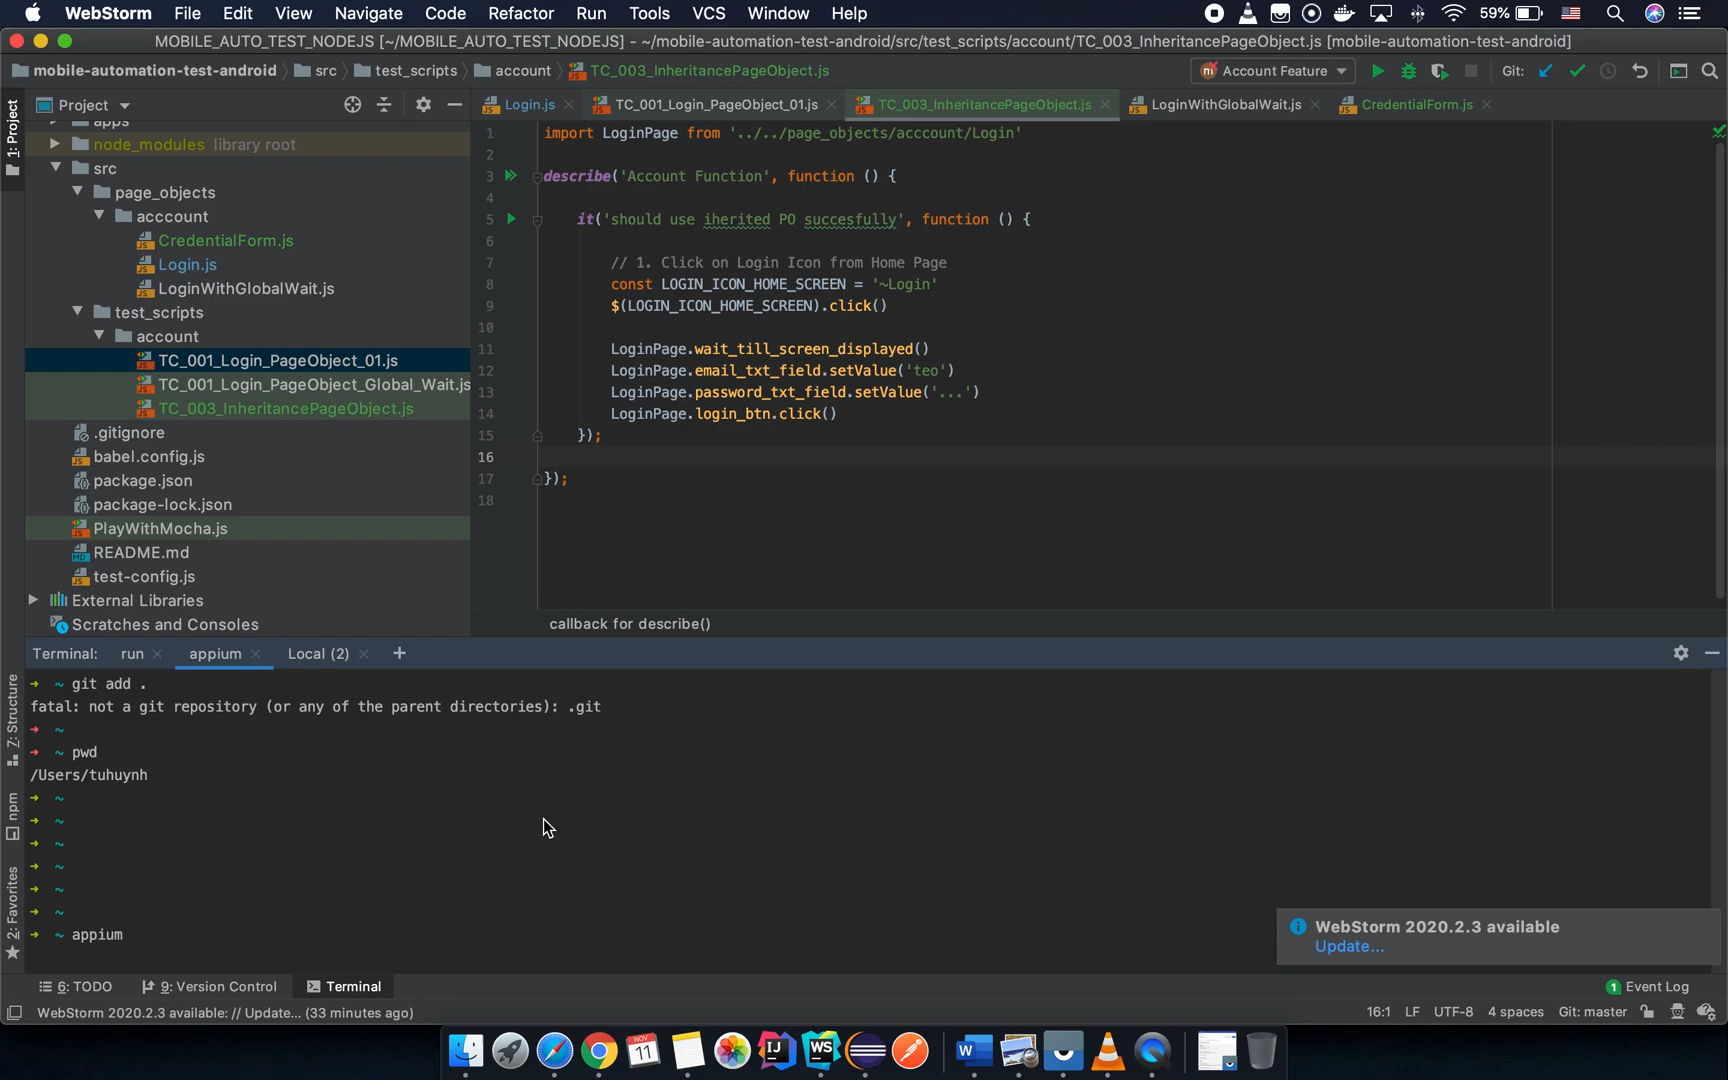 WebStorm File Edit View Navigate Code Refactor Run Tools VCS Window Help 59%
MOBILE_AUTO_TEST_NODEJS [~/MOBILE_AUTO_TEST_NODEJS] - ~/mobile-automation-test-android/src/test_scripts/account/TC_003_InheritancePageObject.js [mobile-automation-test-android]
mobile-automation-test-android src test_scripts account TC_003_InheritancePageObject.js Account Feature Git:
Project
Login.js TC_001_Login_PageObject_01.js TC_003_InheritancePageObject.js LoginWithGlobalWait.js CredentialForm.js
1: Project
apps
node_modules library root
src
page_objects
acccount
CredentialForm.js
Login.js
LoginWithGlobalWait.js
test_scripts
account
TC_001_Login_PageObject_01.js
TC_001_Login_PageObject_Global_Wait.js
TC_003_InheritancePageObject.js
.gitignore
babel.config.js
package.json
package-lock.json
PlayWithMocha.js
README.md
test-config.js
External Libraries
Scratches and Consoles
1 import LoginPage from '../../page_objects/acccount/Login'
2
3 describe('Account Function', function () {
4
5 it('should use iherited PO succesfully', function () {
6
7 // 1. Click on Login Icon from Home Page
8 const LOGIN_ICON_HOME_SCREEN = '~Login'
9 $(LOGIN_ICON_HOME_SCREEN).click()
10
11 LoginPage.wait_till_screen_displayed()
12 LoginPage.email_txt_field.setValue('teo')
13 LoginPage.password_txt_field.setValue('...')
14 LoginPage.login_btn.click()
15 });
16
17 });
18
callback for describe()
Terminal: run appium Local (2) +
→ ~ git add .
fatal: not a git repository (or any of the parent directories): .git
→ ~
→ ~ pwd
/Users/tuhuynh
→ ~
→ ~
→ ~
→ ~
→ ~
→ ~
→ ~ appium
Z: Structure
npm
2: Favorites
WebStorm 2020.2.3 available
Update...
6: TODO 9: Version Control Terminal 1 Event Log
WebStorm 2020.2.3 available: // Update... (33 minutes ago) 16:1 LF UTF-8 4 spaces Git: master
NOV
11
IJ
WS
W